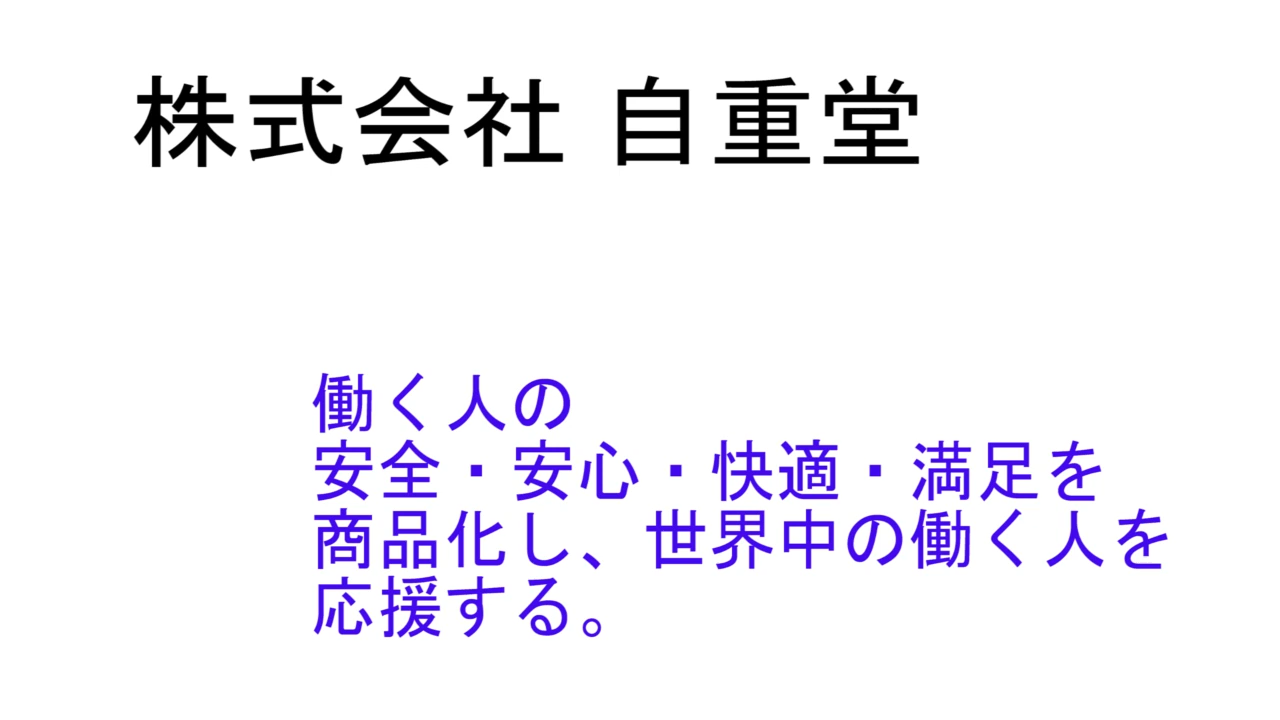 株式会社 自重堂
働く人の
安全・安心・快適・満足を
商品化し、世界中の働く人を
応援する。